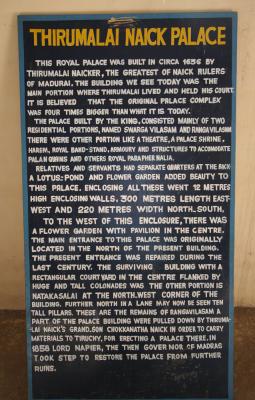 THIRUMALAI NAICK PALACE
THIS ROYAL PALACE WAS BUILT IN CIRCA 1636 BY
THIRUMALAI NAICKER, THE GREATEST OF NAICK RULERS
OF MADURAI. THE BUILDING WE SEE TODAY WAS THE
MAIN PORTION WHERE THIRUMALAI LIVED AND HELD HIS COURT.
IT IS BELIEVED THAT THE ORIGINAL PALACE COMPLEX
WAS FOUR TIMES BIGGER THAN WHAT IT IS TODAY.
THE PALACE BUILT BY THE KING, CONSISTED MAINLY OF TWO
RESIDENTIAL PORTIONS, NAMED SWARGA VILASAM AND RANGA VILASAM
THERE WERE OTHER PORTION LIKE A THEATRE, A PALACE SHRINE,
HAREM, ROYAL BAND-STAND, ARMOURY AND STRUCTURES TO ACCOMODATE
PALANQUINS AND OTHERS ROYAL PARAPHERNALIA.
RELATIVES AND SERVANTS HAD SEPARATE QUARTERS AT THE BACK
A LOTUS-POND AND FLOWER GARDEN ADDED BEAUTY TO
THIS PALACE. ENCLOSING ALL THESE WENT 12 METRES
HIGH ENCLOSING WALLS. 300 METRES LENGTH EAST-
WEST AND 220 METRES WIDTH NORTH-SOUTH,
TO THE WEST OF THIS ENCLOSURE, THERE WAS
A FLOWER GARDEN WITH PAVILION IN THE CENTRE.
THE MAIN ENTRANCE TO THIS PALACE WAS ORIGINALLY
LOCATED IN THE NORTH OF THE PRESENT BUILDING.
THE PRESENT ENTRANCE WAS REPAIRED DURING THE
LAST CENTURY. THE SURVIVING BUILDING WITH A
RECTANGULAR COURTYARD IN THE CENTRE FLANKED BY
HUGE AND TALL COLONADES WAS THE OTHER PORTION IS
NATAKASALAI AT THE NORTH-WEST CORNER OF THE
BUILDING. FURTHER NORTH IN A LANE MAY NOW BE SEEN TEN
TALL PILLARS. THESE ARE THE REMAINS OF RANGAVILASAM A
PART OF THE PALACE BUILDING WERE PULLED DOWN BY THIRUMA-
LAI NAICK'S GRAND-SON CHOKKANATHA NAICK IN ORDER TO CARRY
MATERIALS TO TIRUCHY, FOR ERECTING A PALACE THERE. IN
1858 LORD NAPIER, THE THEN GOVERNOR OF MADRAS
TOOK STEP TO RESTORE THE PALACE FROM FURTHER
RUINS.